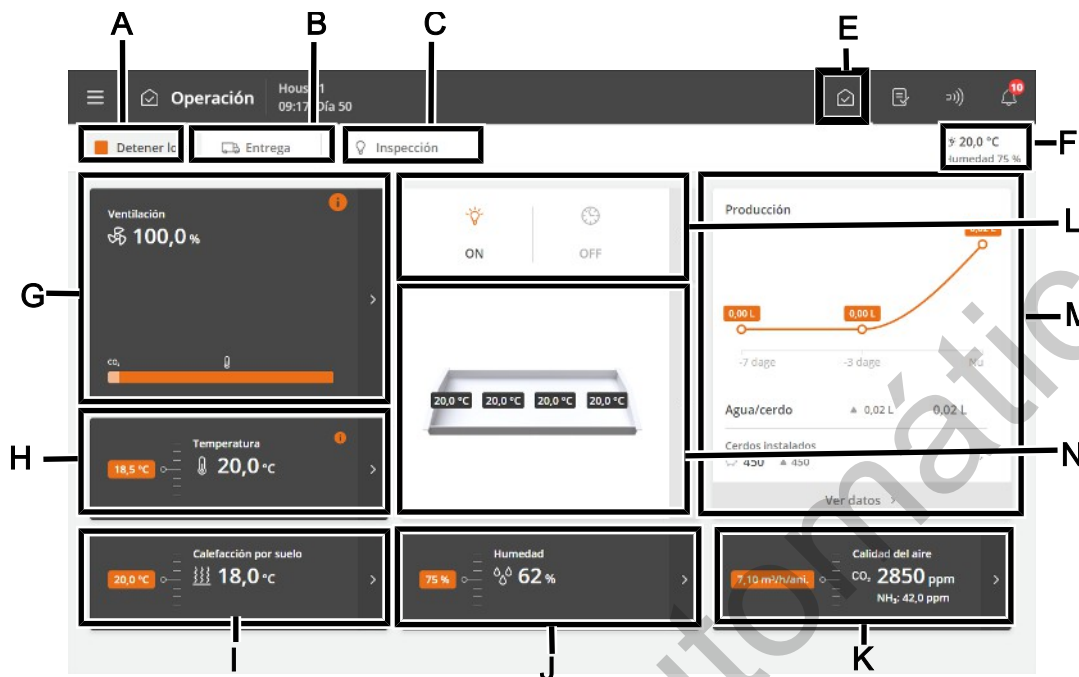 A
B
C
E
Operación
House 1
09:17 Día 50
10
Detener lo
Entrega
Inspección
20,0 °C
Humedad 75 %
F
G
Ventilación
100,0 %
CO₂
ON
OFF
L
Producción
0,02 L
0,00 L
0,00 L
-7 dage
-3 dage
Nu
M
Agua/cerdo
0,02 L
0,02 L
Cerdos instalados
450
450
Ver datos
20,0 °C
20,0 °C
20,0 °C
20,0 °C
N
H
Temperatura
18,5 °C
20,0 °C
Calefacción por suelo
20,0 °C
18,0 °C
Humedad
75 %
62 %
Calidad del aire
7,10 m³/h/ani.
CO₂ 2850 ppm
NH₃: 42,0 ppm
I
J
K